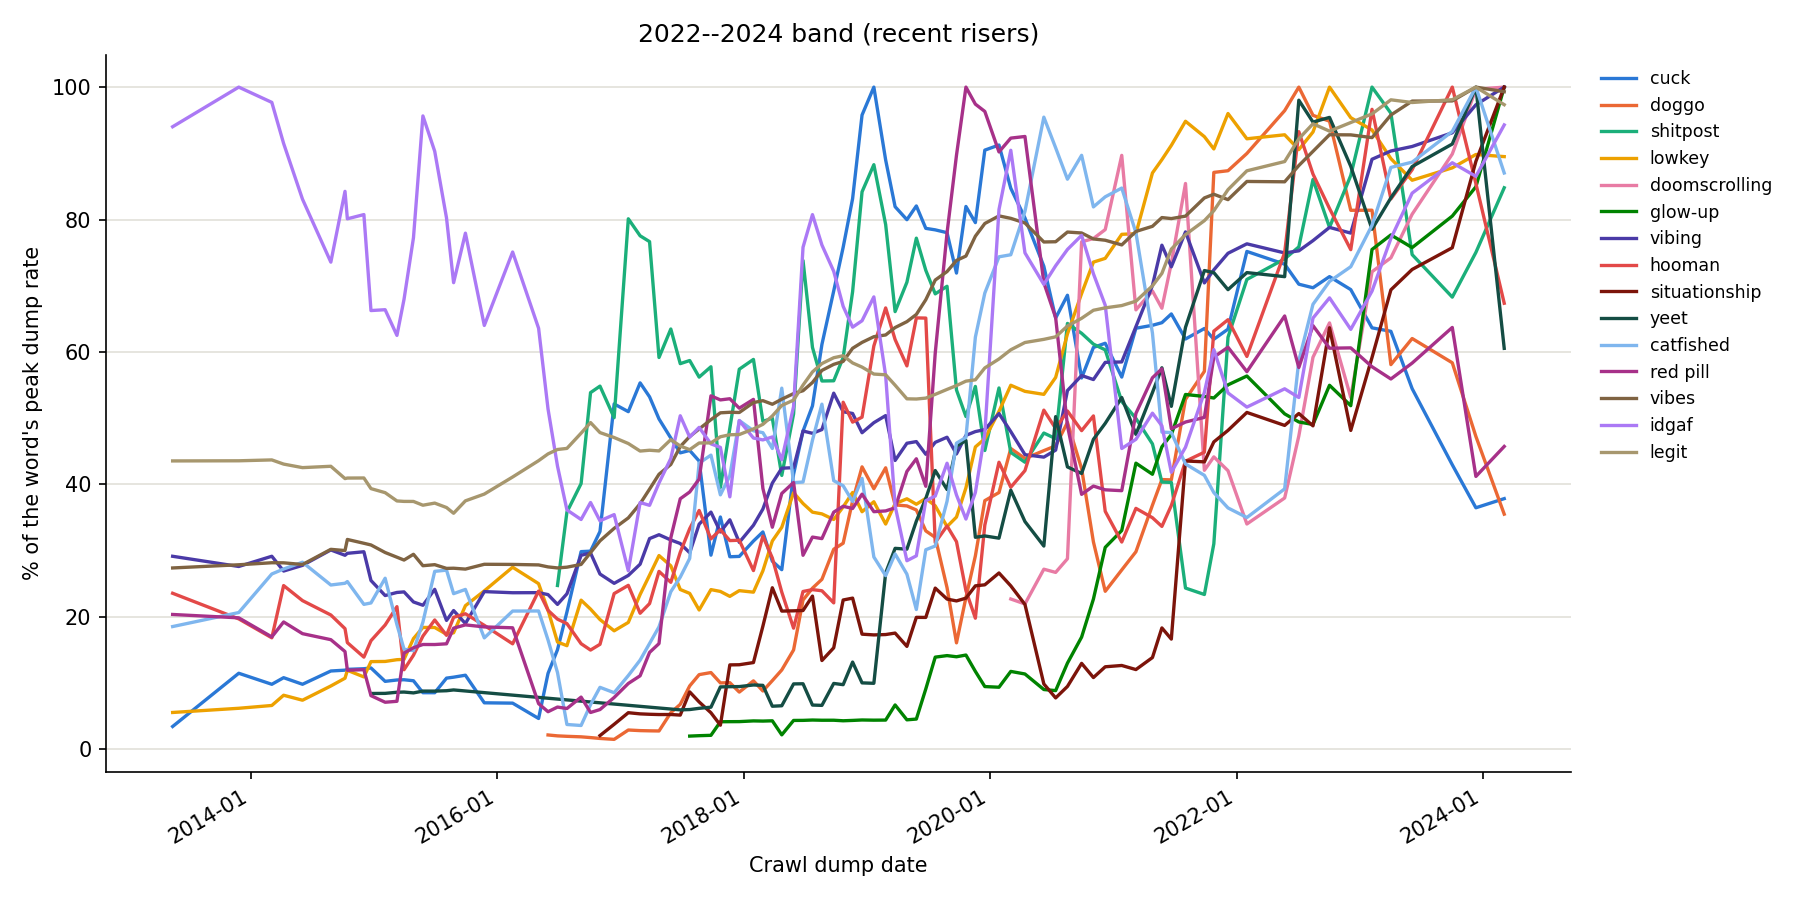 2022--2024 band (recent risers)
% of the word's peak dump rate
100
80
60
40
20
0
2014-01
2016-01
2018-01
2020-01
2022-01
2024-01
Crawl dump date
cuck
doggo
shitpost
lowkey
doomscrolling
glow-up
vibing
hooman
situationship
yeet
catfished
red pill
vibes
idgaf
legit